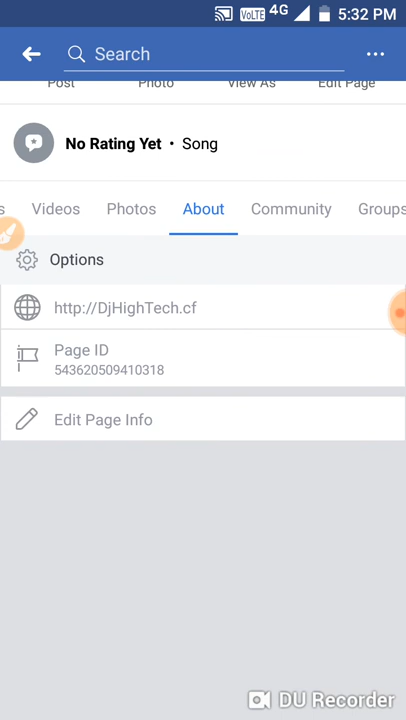 VoLTE 4G 5:32 PM
Search
Post Photo View As Edit Page
No Rating Yet • Song
s Videos Photos About Community Groups
Options
http://DjHighTech.cf
Page ID
543620509410318
Edit Page Info
DU Recorder